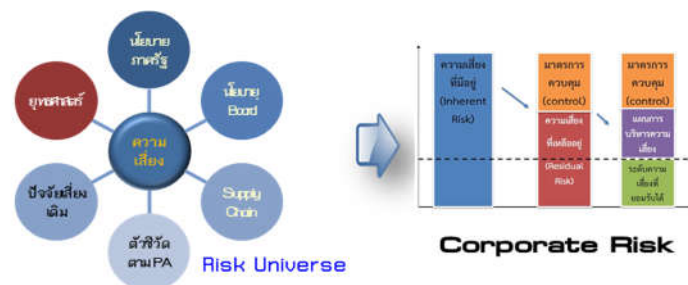 นโยบาย
ภาครัฐ
ยุทธศาสตร์
นโยบาย
Board
ความ
เสี่ยง
ปัจจัยเสี่ยง
เดิม
Supply
Chain
ตัวชี้วัด
ตาม PA
Risk Universe
ความเสี่ยง
ที่มีอยู่
(Inherent
Risk)
มาตรการ
ควบคุม
(control)
ความเสี่ยง
ที่เหลืออยู่
(Residual
Risk)
มาตรการ
ควบคุม
(control)
แผนการ
บริหารความ
เสี่ยง
ระดับความ
เสี่ยงที่
ยอมรับได้
Corporate Risk